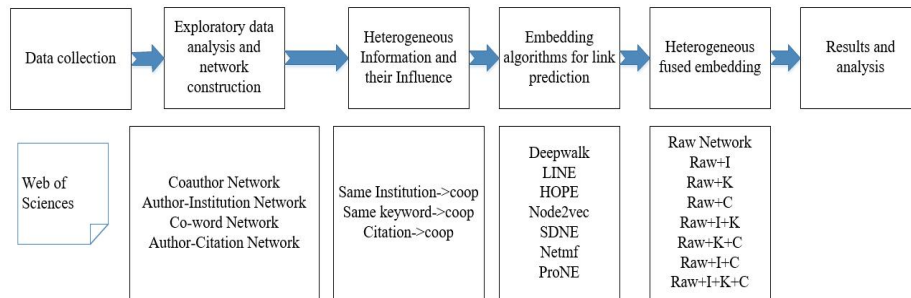 Data collection
Exploratory data
analysis and
network
construction
Heterogeneous
Information and
their Influence
Embedding
algorithms for link
prediction
Heterogeneous
fused embedding
Results and
analysis
Web of
Sciences
Coauthor Network
Author-Institution Network
Co-word Network
Author-Citation Network
Same Institution->coop
Same keyword->coop
Citation->coop
Deepwalk
LINE
HOPE
Node2vec
SDNE
Netmf
ProNE
Raw Network
Raw+I
Raw+K
Raw+C
Raw+I+K
Raw+K+C
Raw+I+C
Raw+I+K+C